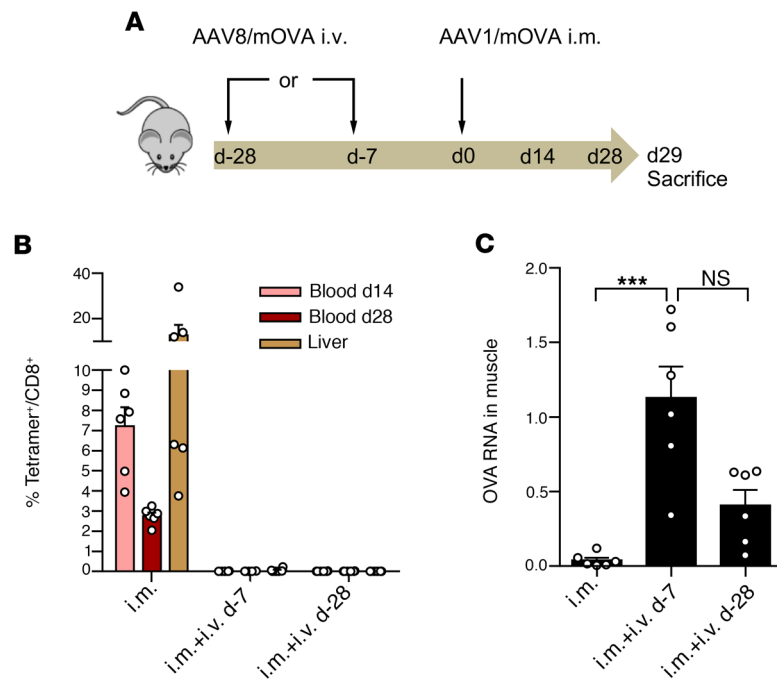 A
AAV8/mOVA i.v.
AAV1/mOVA i.m.
or
d-28
d-7
d0
d14
d28
d29
Sacrifice
B
% Tetramer⁺/CD8⁺
40
20
10
9
8
7
6
5
4
3
2
1
0
Blood d14
Blood d28
Liver
i.m.
i.m.+i.v. d-7
i.m.+i.v. d-28
C
OVA RNA in muscle
2.0
1.5
1.0
0.5
0.0
***
NS
i.m.
i.m.+i.v. d-7
i.m.+i.v. d-28